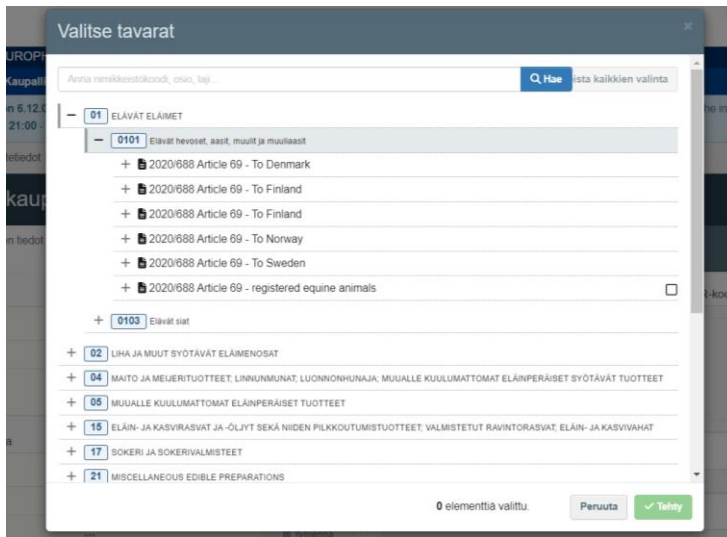 Valitse tavarat
×
Anna nimikkeistökoodi, osio, laji...
Hae
ista kaikkien valinta
01 ELÄVÄT ELÄIMET
0101 Elävät hevoset, aasit, muulit ja muuliaasit
2020/688 Article 69 - To Denmark
2020/688 Article 69 - To Finland
2020/688 Article 69 - To Finland
2020/688 Article 69 - To Norway
2020/688 Article 69 - To Sweden
2020/688 Article 69 - registered equine animals
0103 Elävät siat
02 LIHA JA MUUT SYÖTÄVÄT ELÄIMENOSAT
04 MAITO JA MEIJERITUOTTEET; LINNUNMUNAT; LUONNONHUNAJA; MUUALLE KUULUMATTOMAT ELÄINPERÄISET SYÖTÄVÄT TUOTTEET
05 MUUALLE KUULUMATTOMAT ELÄINPERÄISET TUOTTEET
15 ELÄIN- JA KASVIRASVAT JA -ÖLJYT SEKÄ NIIDEN PILKKOUTUMISTUOTTEET; VALMISTETUT RAVINTORASVAT; ELÄIN- JA KASVIVAHAT
17 SOKERI JA SOKERIVALMISTEET
21 MISCELLANEOUS EDIBLE PREPARATIONS
0 elementtiä valittu.
Peruuta
Tehty